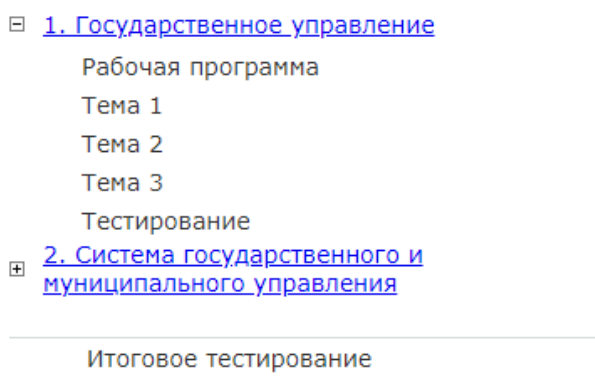 1. Государственное управление
Рабочая программа
Тема 1
Тема 2
Тема 3
Тестирование
2. Система государственного и
муниципального управления
Итоговое тестирование